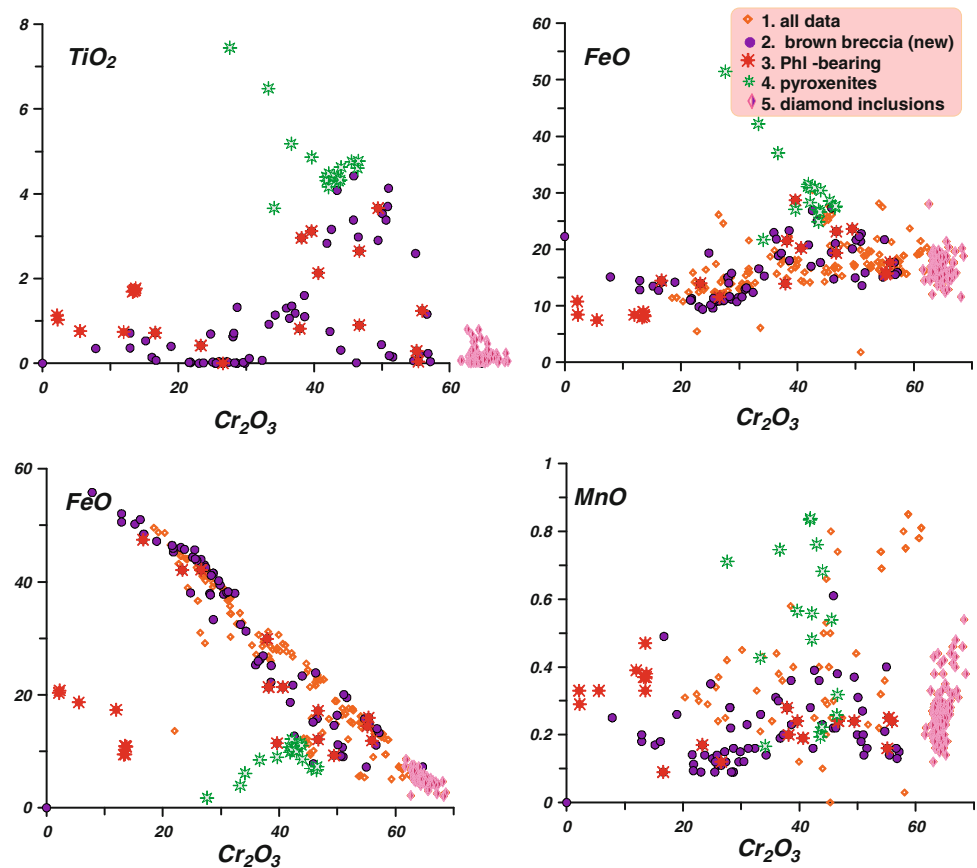 8
6
4
2
0
TiO2
0
20
40
60
Cr2O3
60
50
40
30
20
10
0
FeO
1. all data
2. brown breccia (new)
3. Phl -bearing
4. pyroxenites
5. diamond inclusions
0
20
40
60
Cr2O3
60
40
20
0
FeO
0
20
40
60
Cr2O3
1
0.8
0.6
0.4
0.2
0
MnO
0
20
40
60
Cr2O3